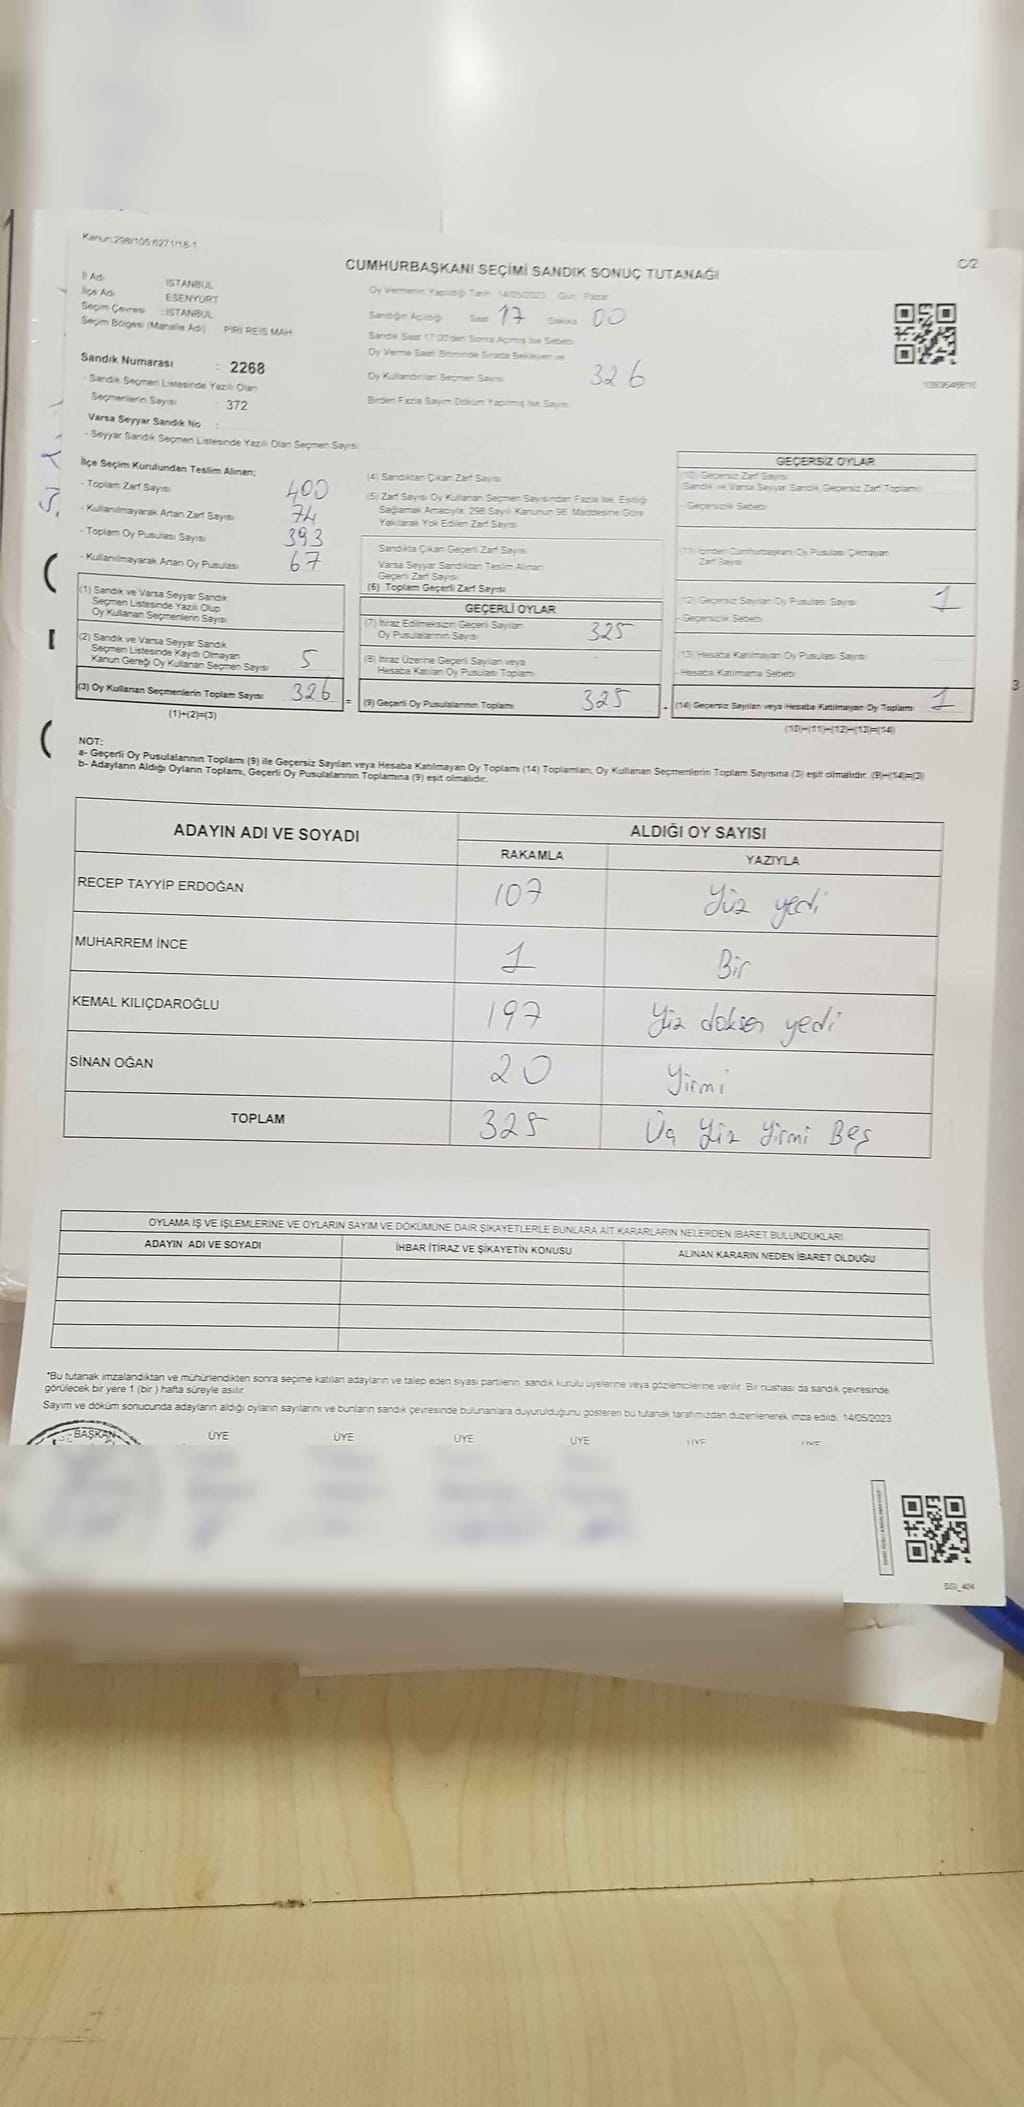 Kanun:298/105;6271/18-1
C/2
CUMHURBAŞKANI SEÇİMİ SANDIK SONUÇ TUTANAĞI
İl Adı : İSTANBUL
İlçe Adı : ESENYURT
Seçim Çevresi : İSTANBUL
Seçim Bölgesi (Mahalle Adı) : PİRİ REİS MAH
Sandık Numarası : 2268
- Sandık Seçmen Listesinde Yazılı Olan
Seçmenlerin Sayısı : 372
Varsa Seyyar Sandık No :
- Seyyar Sandık Seçmen Listesinde Yazılı Olan Seçmen Sayısı
Oy Vermenin Yapıldığı Tarih 14/05/2023 Gün : Pazar
Sandığın Açıldığı Saat 17 Dakika 00
Sandık Saat 17:00'den Sonra Açılmış İse Sebebi
Oy Verme Saati Bitiminde Sırada Bekleyen ve
Oy Kullandırılan Seçmen Sayısı 326
Birden Fazla Sayım Döküm Yapılmış İse Sayısı
İlçe Seçim Kurulundan Teslim Alınan;
- Toplam Zarf Sayısı 400
- Kullanılmayarak Artan Zarf Sayısı 74
- Toplam Oy Pusulası Sayısı 393
- Kullanılmayarak Artan Oy Pusulası 67
(1) Sandık ve Varsa Seyyar Sandık
Seçmen Listesinde Yazılı Olup
Oy Kullanan Seçmenlerin Sayısı
(2) Sandık ve Varsa Seyyar Sandık
Seçmen Listesinde Kayıtlı Olmayan
Kanun Gereği Oy Kullanan Seçmen Sayısı 5
(3) Oy Kullanan Seçmenlerin Toplam Sayısı 326
(1)+(2)=(3)
(4) Sandıktan Çıkan Zarf Sayısı
(5) Zarf Sayısı Oy Kullanan Seçmen Sayısından Fazla İse, Eşitliği
Sağlamak Amacıyla, 298 Sayılı Kanunun 98. Maddesine Göre
Yakılarak Yok Edilen Zarf Sayısı
Sandıkta Çıkan Geçerli Zarf Sayısı
Varsa Seyyar Sandıktan Teslim Alınan
Geçerli Zarf Sayısı
(6) Toplam Geçerli Zarf Sayısı
GEÇERLİ OYLAR
(7) İtiraz Edilmeksizin Geçerli Sayılan
Oy Pusulalarının Sayısı 325
(8) İtiraz Üzerine Geçerli Sayılan veya
Hesaba Katılan Oy Pusulası Toplamı
= (9) Geçerli Oy Pusulalarının Toplamı 325
GEÇERSİZ OYLAR
(10) Geçersiz Zarf Sayısı
(Sandık ve Varsa Seyyar Sandık Geçersiz Zarf Toplamı)
- Geçersizlik Sebebi
(11) İçinden Cumhurbaşkanı Oy Pusulası Çıkmayan
Zarf Sayısı
(12) Geçersiz Sayılan Oy Pusulası Sayısı 1
- Geçersizlik Sebebi
(13) Hesaba Katılmayan Oy Pusulası Sayısı
- Hesaba Katılmama Sebebi
+ (14) Geçersiz Sayılan veya Hesaba Katılmayan Oy Toplamı 1
(10)+(11)+(12)+(13)=(14)
NOT:
a- Geçerli Oy Pusulalarının Toplamı (9) ile Geçersiz Sayılan veya Hesaba Katılmayan Oy Toplamı (14) Toplamları, Oy Kullanan Seçmenlerin Toplam Sayısına (3) eşit olmalıdır. (9)+(14)=(3)
b- Adayların Aldığı Oyların Toplamı, Geçerli Oy Pusulalarının Toplamına (9) eşit olmalıdır.
ADAYIN ADI VE SOYADI ALDIĞI OY SAYISI
RAKAMLA YAZIYLA
RECEP TAYYİP ERDOĞAN 107 Yüz yedi
MUHARREM İNCE 1 Bir
KEMAL KILIÇDAROĞLU 197 Yüz doksan yedi
SİNAN OĞAN 20 Yirmi
TOPLAM 325 Üç Yüz Yirmi Beş
OYLAMA İŞ VE İŞLEMLERİNE VE OYLARIN SAYIM VE DÖKÜMÜNE DAİR ŞİKAYETLERLE BUNLARA AİT KARARLARIN NELERDEN İBARET BULUNDUKLARI
ADAYIN ADI VE SOYADI İHBAR İTİRAZ VE ŞİKAYETİN KONUSU ALINAN KARARIN NEDEN İBARET OLDUĞU
*Bu tutanak imzalandıktan ve mühürlendikten sonra seçime katılan adayların ve talep eden siyasi partilerin, sandık kurulu üyelerine veya gözlemcilerine verilir. Bir nüshası da sandık çevresinde
görülecek bir yere 1 (bir ) hafta süreyle asılır.
Sayım ve döküm sonucunda adayların aldığı oyların sayılarını ve bunların sandık çevresinde bulunanlara duyurulduğunu gösteren bu tutanak tarafımızdan düzenlenerek imza edildi. 14/05/2023
BAŞKAN ÜYE ÜYE ÜYE ÜYE ÜYE ÜYE